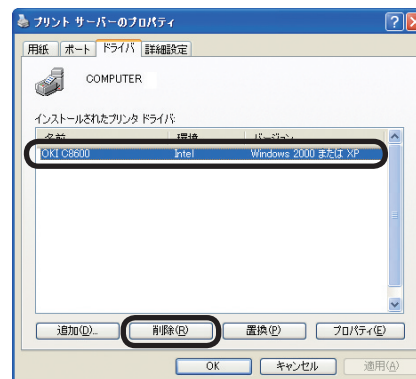 プリント サーバーのプロパティ
用紙 ポート ドライバ 詳細設定
COMPUTER
インストールされたプリンタ ドライバ:
名前 環境 バージョン
OKI C8600 Intel Windows 2000 または XP
追加(D)... 削除(R) 置換(P) プロパティ(E)
OK キャンセル 適用(A)